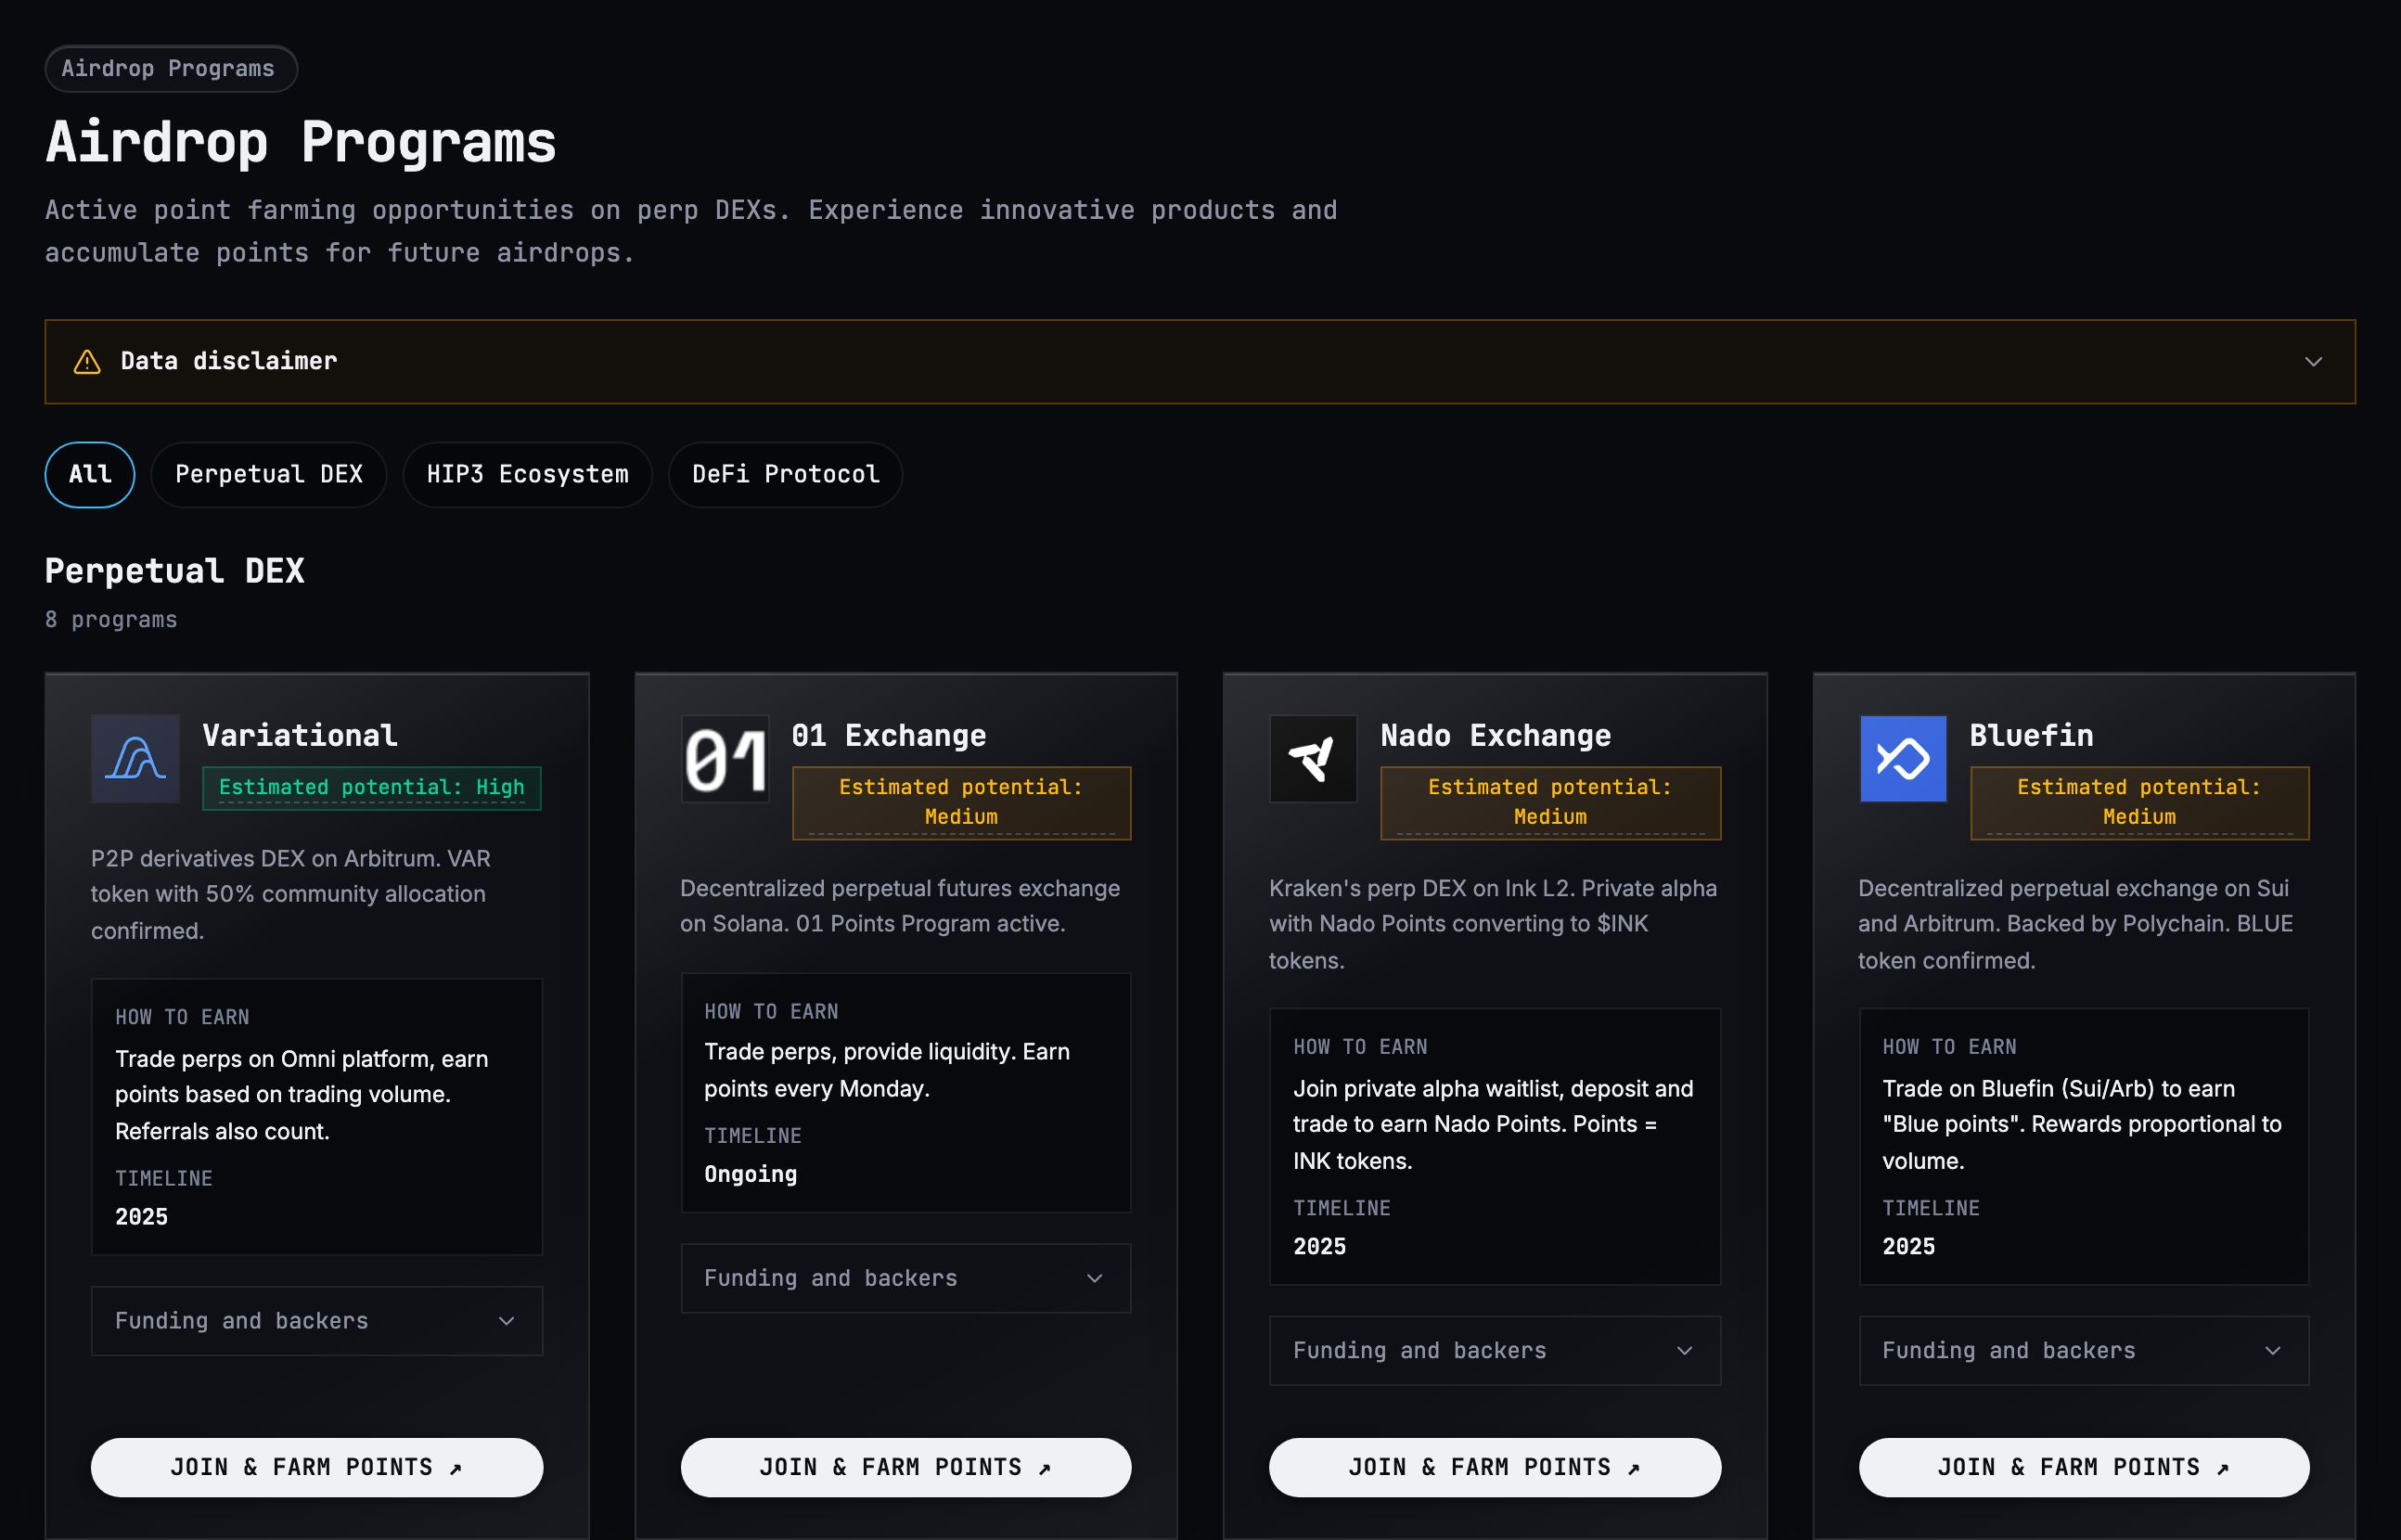 Airdrop Programs
Airdrop Programs
Active point farming opportunities on perp DEXs. Experience innovative products and
accumulate points for future airdrops.
Data disclaimer
All
Perpetual DEX
HIP3 Ecosystem
DeFi Protocol
Perpetual DEX
8 programs
Variational
Estimated potential: High
P2P derivatives DEX on Arbitrum. VAR
token with 50% community allocation
confirmed.
HOW TO EARN
Trade perps on Omni platform, earn
points based on trading volume.
Referrals also count.
TIMELINE
2025
Funding and backers
JOIN & FARM POINTS ↗
01
01 Exchange
Estimated potential:
Medium
Decentralized perpetual futures exchange
on Solana. 01 Points Program active.
HOW TO EARN
Trade perps, provide liquidity. Earn
points every Monday.
TIMELINE
Ongoing
Funding and backers
JOIN & FARM POINTS ↗
Nado Exchange
Estimated potential:
Medium
Kraken's perp DEX on Ink L2. Private alpha
with Nado Points converting to $INK
tokens.
HOW TO EARN
Join private alpha waitlist, deposit and
trade to earn Nado Points. Points =
INK tokens.
TIMELINE
2025
Funding and backers
JOIN & FARM POINTS ↗
Bluefin
Estimated potential:
Medium
Decentralized perpetual exchange on Sui
and Arbitrum. Backed by Polychain. BLUE
token confirmed.
HOW TO EARN
Trade on Bluefin (Sui/Arb) to earn
"Blue points". Rewards proportional to
volume.
TIMELINE
2025
Funding and backers
JOIN & FARM POINTS ↗